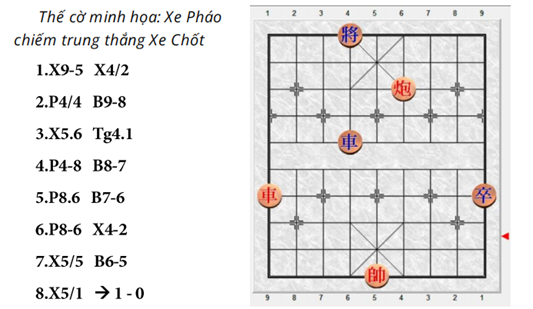 Thế cờ minh họa: Xe Pháo
chiếm trung thắng Xe Chốt
1.X9-5 X4/2
2.P4/4 B9-8
3.X5.6 Tg4.1
4.P4-8 B8-7
5.P8.6 B7-6
6.P8-6 X4-2
7.X5/5 B6-5
8.X5/1 → 1 - 0
1 2 3 4 5 6 7 8 9
將
炮
車
車
卒
帥
9 8 7 6 5 4 3 2 1